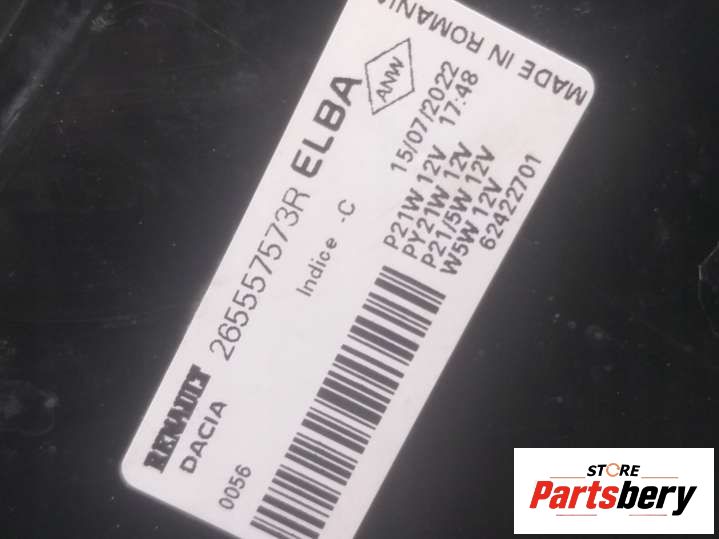 RENAULT 265557573R ELBA
DACIA
Indice -C
0056
ANW
15/07/2022
17:48
P21W 12V
PY21W 12V
P21/5W 12V
W5W 12V
62422701
MADE IN ROMANIA
STORE
Partsbery